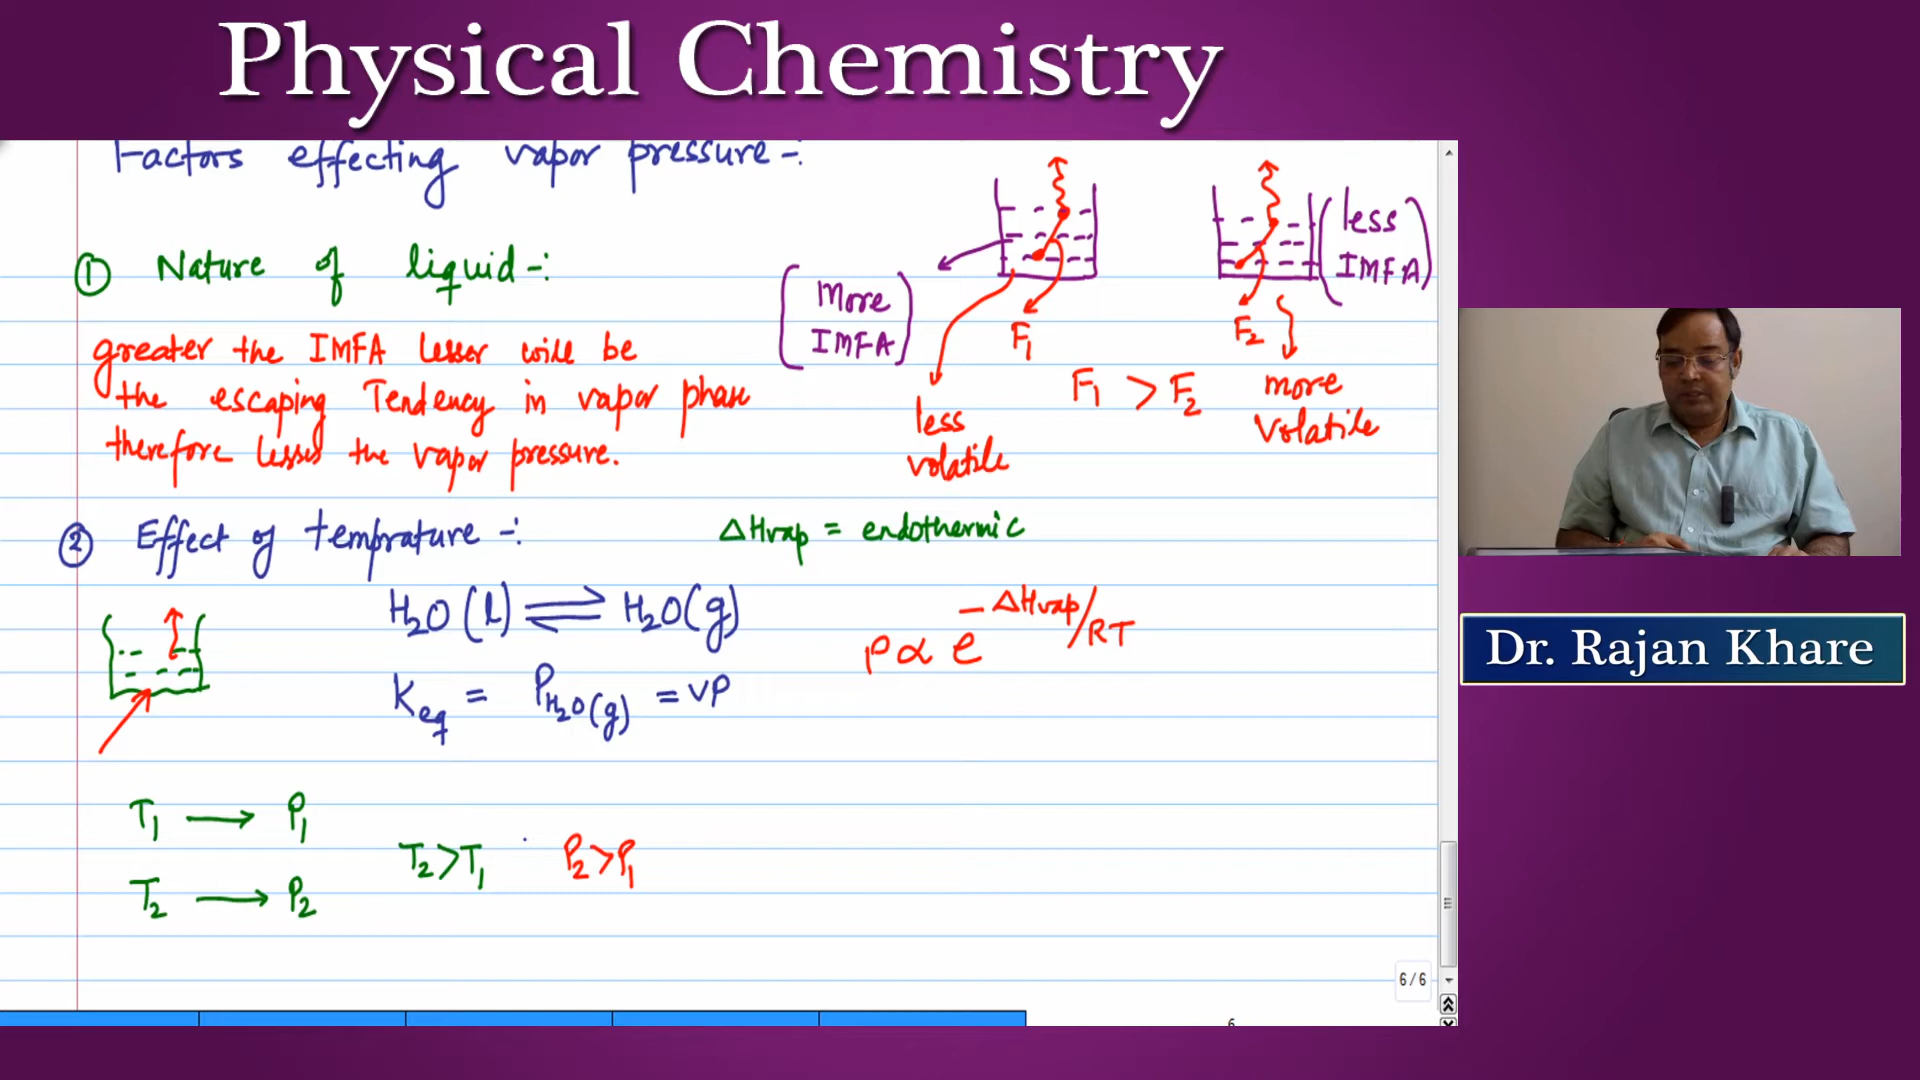 Physical Chemistry
Factors effecting vapor pressure -:
① Nature of liquid -:
greater the IMFA lesser will be
the escaping Tendency in vapor phase
therefore lesser the vapor pressure.
More
IMFA
F₁
less
volatile
F₁ > F₂
less
IMFA
F₂
more
volatile
② Effect of temprature -:
ΔHvap = endothermic
H₂O (l) ⇌ H₂O(g)
P ∝ e^(-ΔHvap/RT)
Keq = P_H₂O(g) = VP
T₁ → P₁
T₂ > T₁ P₂ > P₁
T₂ → P₂
6/6
6
Dr. Rajan Khare